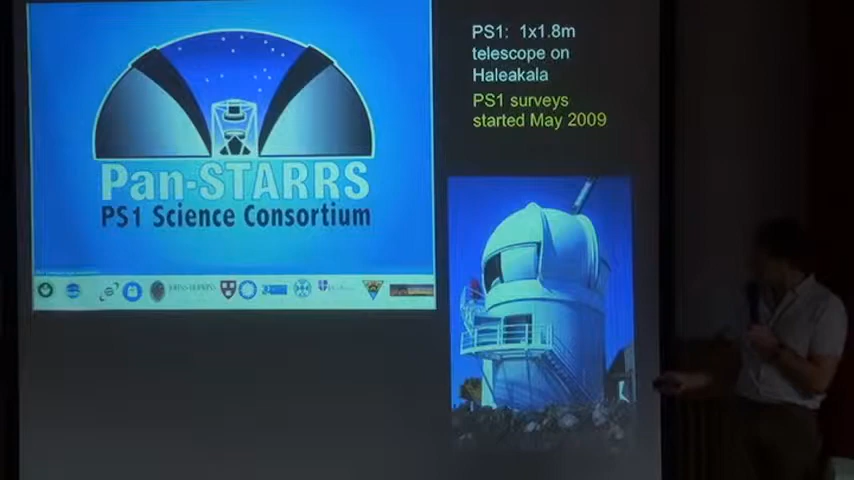 Pan-STARRS
PS1 Science Consortium
PS1: 1x1.8m
telescope on
Haleakala
PS1 surveys
started May 2009